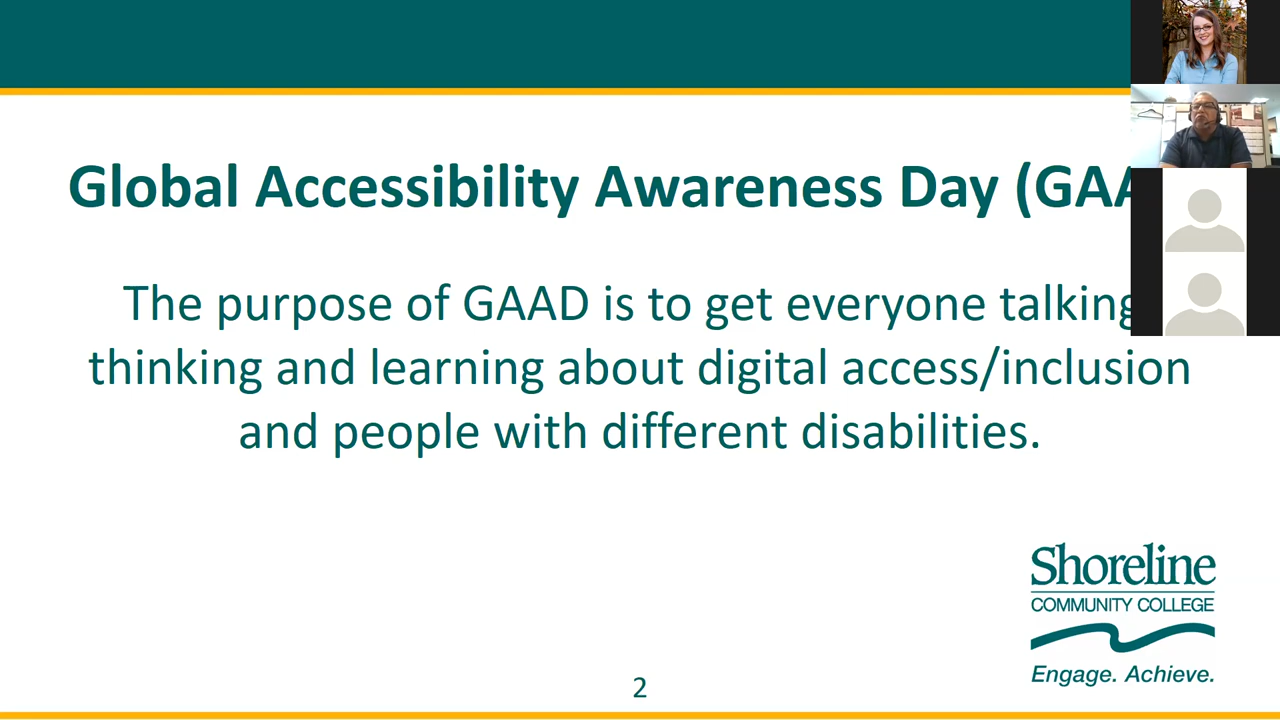 Global Accessibility Awareness Day (GAA
The purpose of GAAD is to get everyone talking
thinking and learning about digital access/inclusion
and people with different disabilities.
Shoreline
COMMUNITY COLLEGE
Engage. Achieve.
2